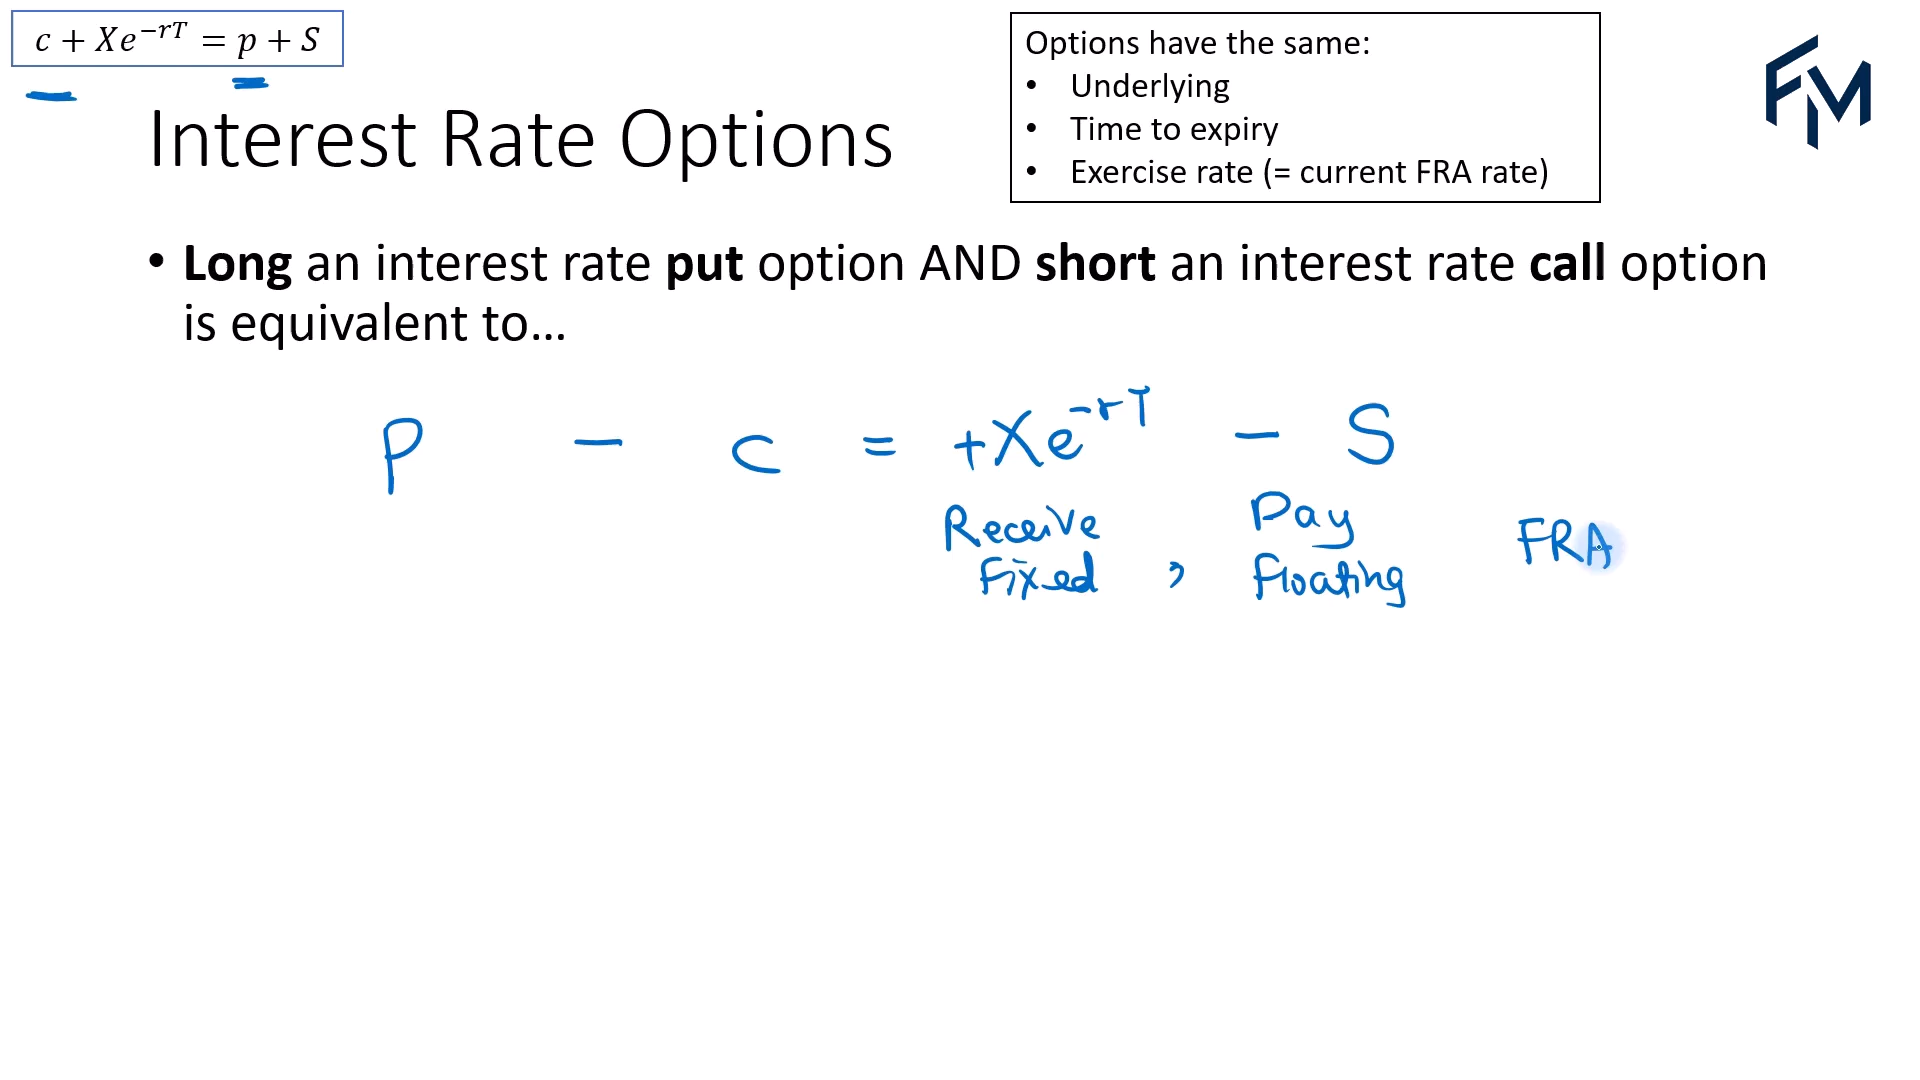 c + Xe^{-rT} = p + S
Options have the same:
• Underlying
• Time to expiry
• Exercise rate (= current FRA rate)
FM
Interest Rate Options
• Long an interest rate put option AND short an interest rate call option
is equivalent to...
P - c = +Xe^{-rT} - S
Receive Fixed , Pay Floating FRA